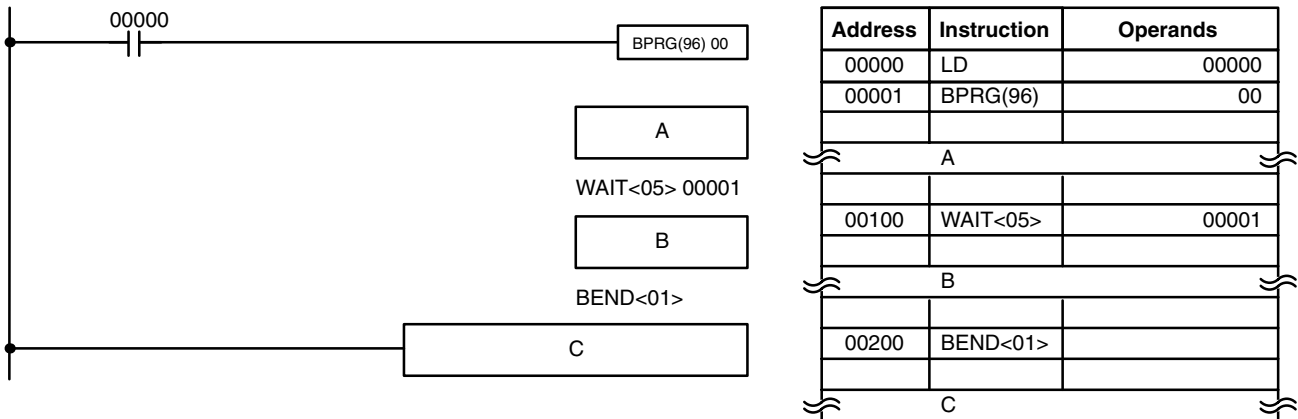 00000
BPRG(96) 00
A
WAIT<05> 00001
B
BEND<01>
C
Address Instruction Operands
00000 LD 00000
00001 BPRG(96) 00
A
00100 WAIT<05> 00001
B
00200 BEND<01>
C